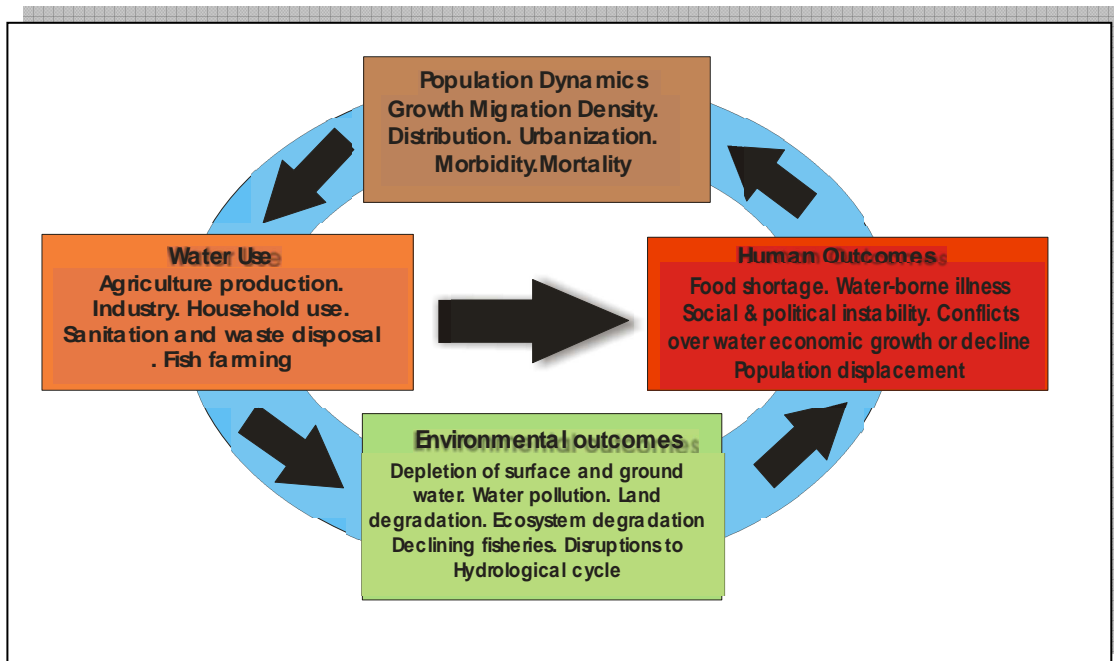 Population Dynamics
Growth Migration Density.
Distribution. Urbanization.
Morbidity.Mortality
Water Use
Agriculture production.
Industry. Household use.
Sanitation and waste disposal
. Fish farming
Human Outcomes
Food shortage. Water-borne illness
Social & political instability. Conflicts
over water economic growth or decline
Population displacement
Environmental outcomes
Depletion of surface and ground
water. Water pollution. Land
degradation. Ecosystem degradation
Declining fisheries. Disruptions to
Hydrological cycle